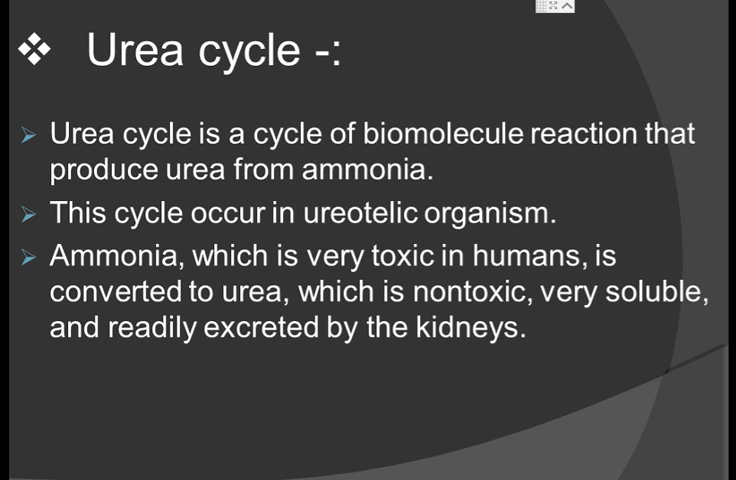 Urea cycle -:
Urea cycle is a cycle of biomolecule reaction that
produce urea from ammonia.
This cycle occur in ureotelic organism.
Ammonia, which is very toxic in humans, is
converted to urea, which is nontoxic, very soluble,
and readily excreted by the kidneys.